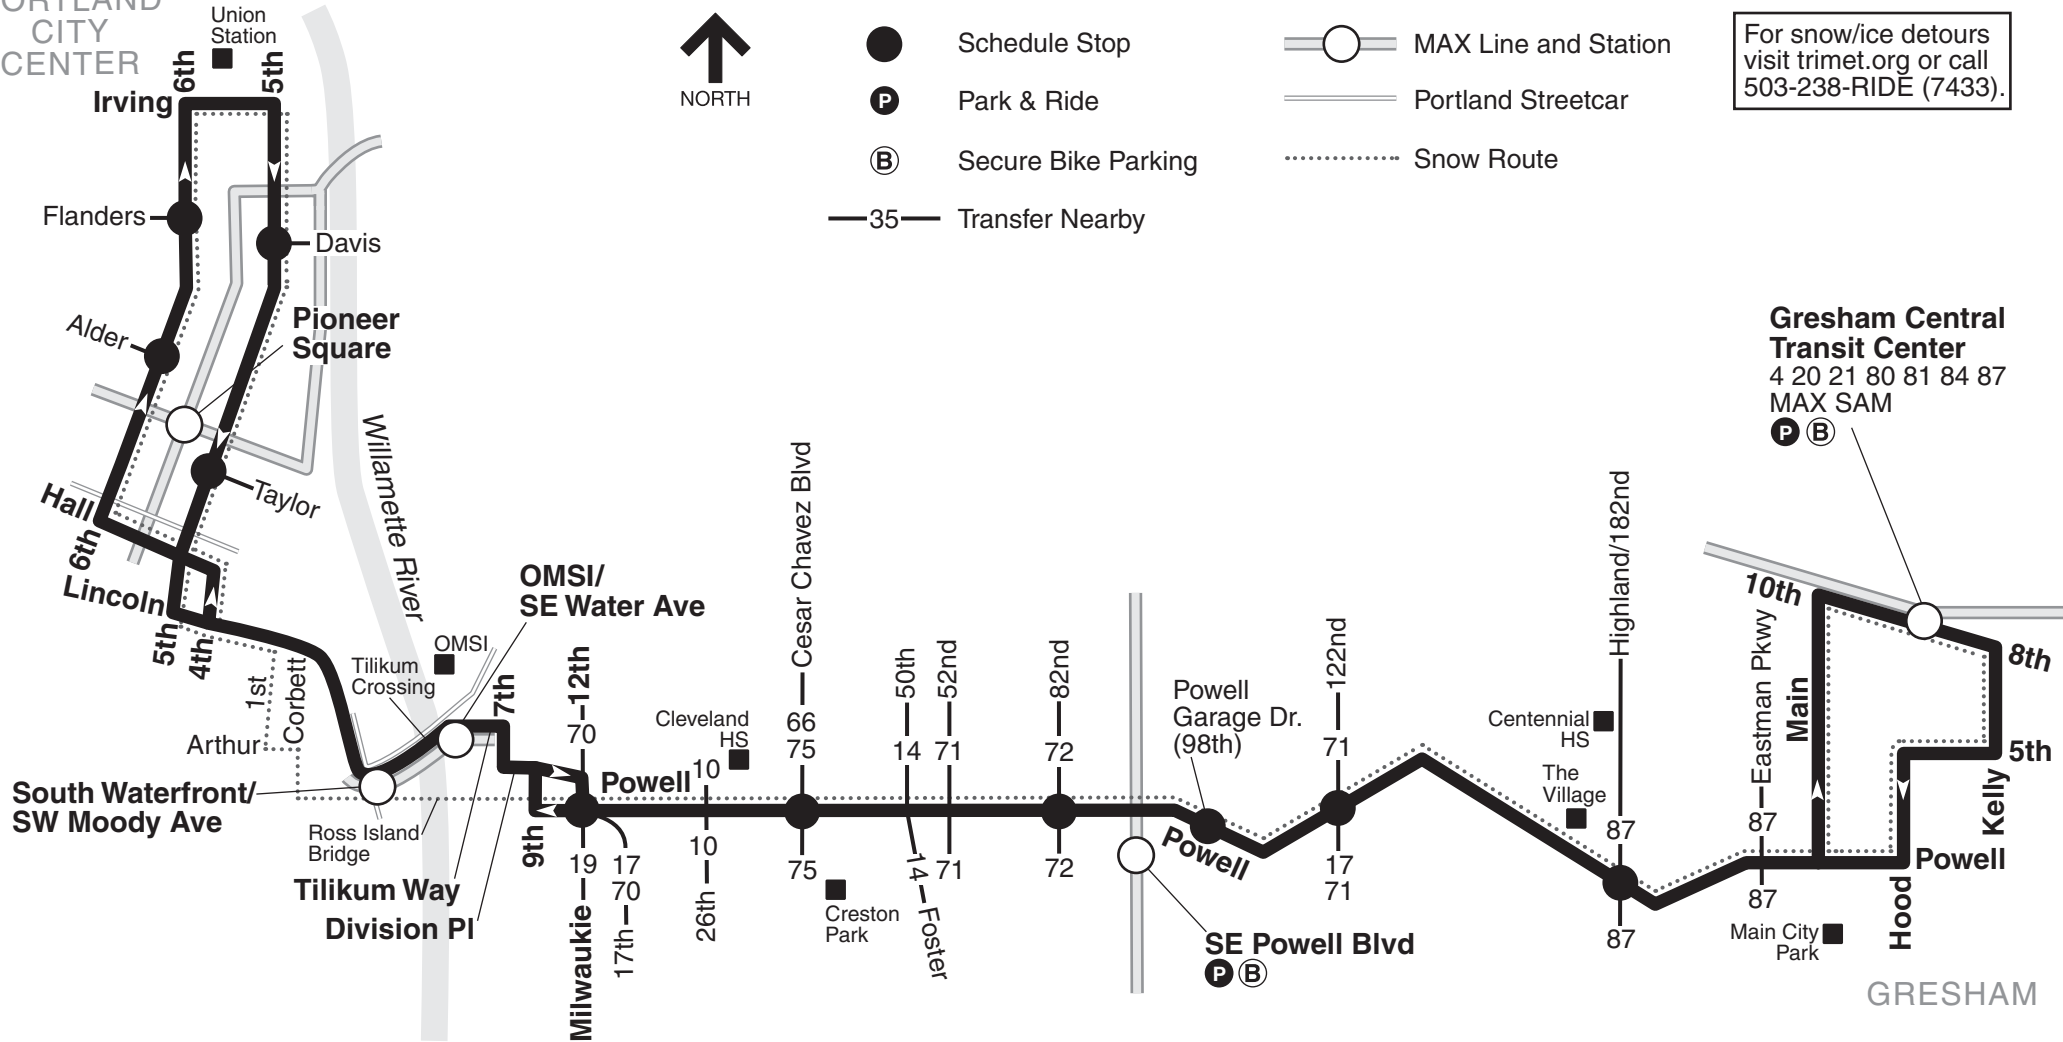 CITY
CENTER
Union
Station
6th
5th
Irving
Flanders
Davis
Alder
Pioneer
Square
Taylor
Hall
6th
Lincoln
5th
4th
1st
Corbett
Arthur
Willamette River
NORTH
Schedule Stop
P
Park & Ride
B
Secure Bike Parking
35
Transfer Nearby
MAX Line and Station
Portland Streetcar
Snow Route
For snow/ice detours
visit trimet.org or call
503-238-RIDE (7433).
South Waterfront/
SW Moody Ave
Tilikum
Crossing
OMSI
OMSI/
SE Water Ave
Ross Island
Bridge
Tilikum Way
Division Pl
7th
9th
12th
70
Powell
19
Milwaukie
17
70
17th
10
10
26th
Cleveland
HS
Cesar Chavez Blvd
66
75
75
Creston
Park
50th
14
14
Foster
52nd
71
71
82nd
72
72
Powell
Garage Dr.
(98th)
Powell
SE Powell Blvd
P B
122nd
71
17
71
Centennial
HS
The
Village
Highland/182nd
87
87
Eastman Pkwy
87
87
Main City
Park
Gresham Central
Transit Center
4 20 21 80 81 84 87
MAX SAM
P B
10th
Main
8th
5th
Kelly
Powell
Hood
GRESHAM